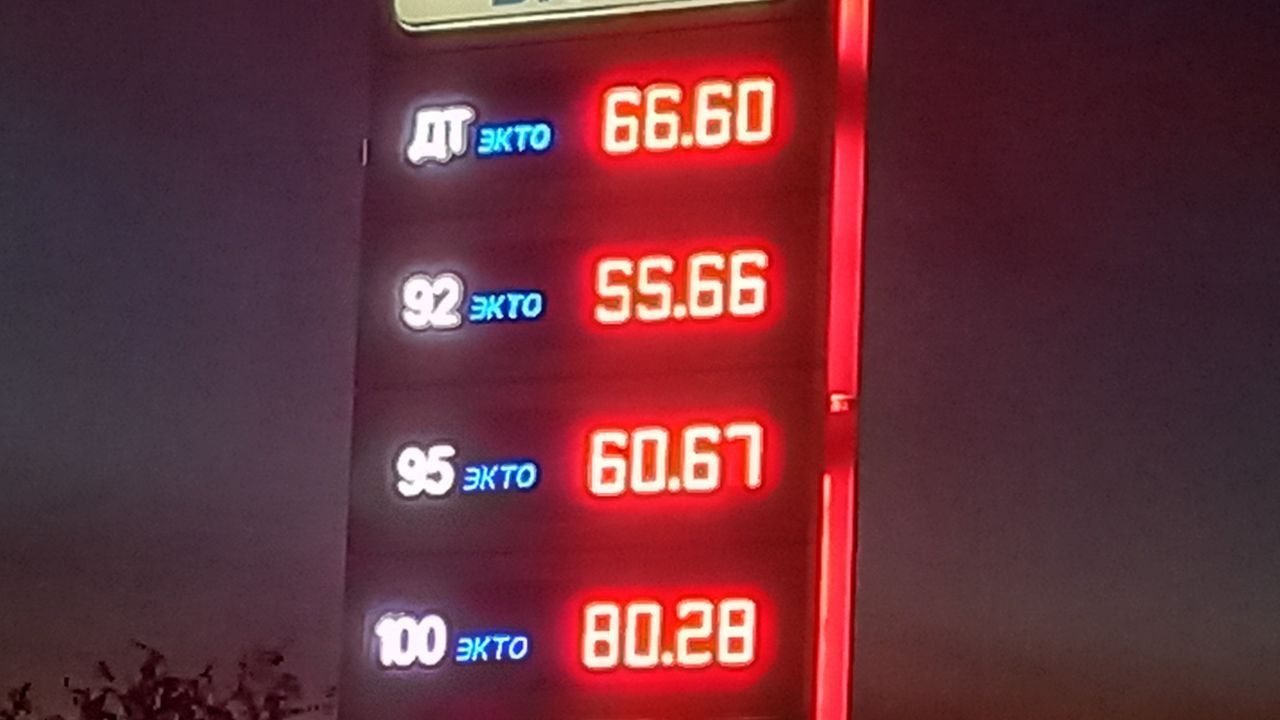 ДТ ЭКТО 66.60
92 ЭКТО 55.66
95 ЭКТО 60.67
100 ЭКТО 80.28